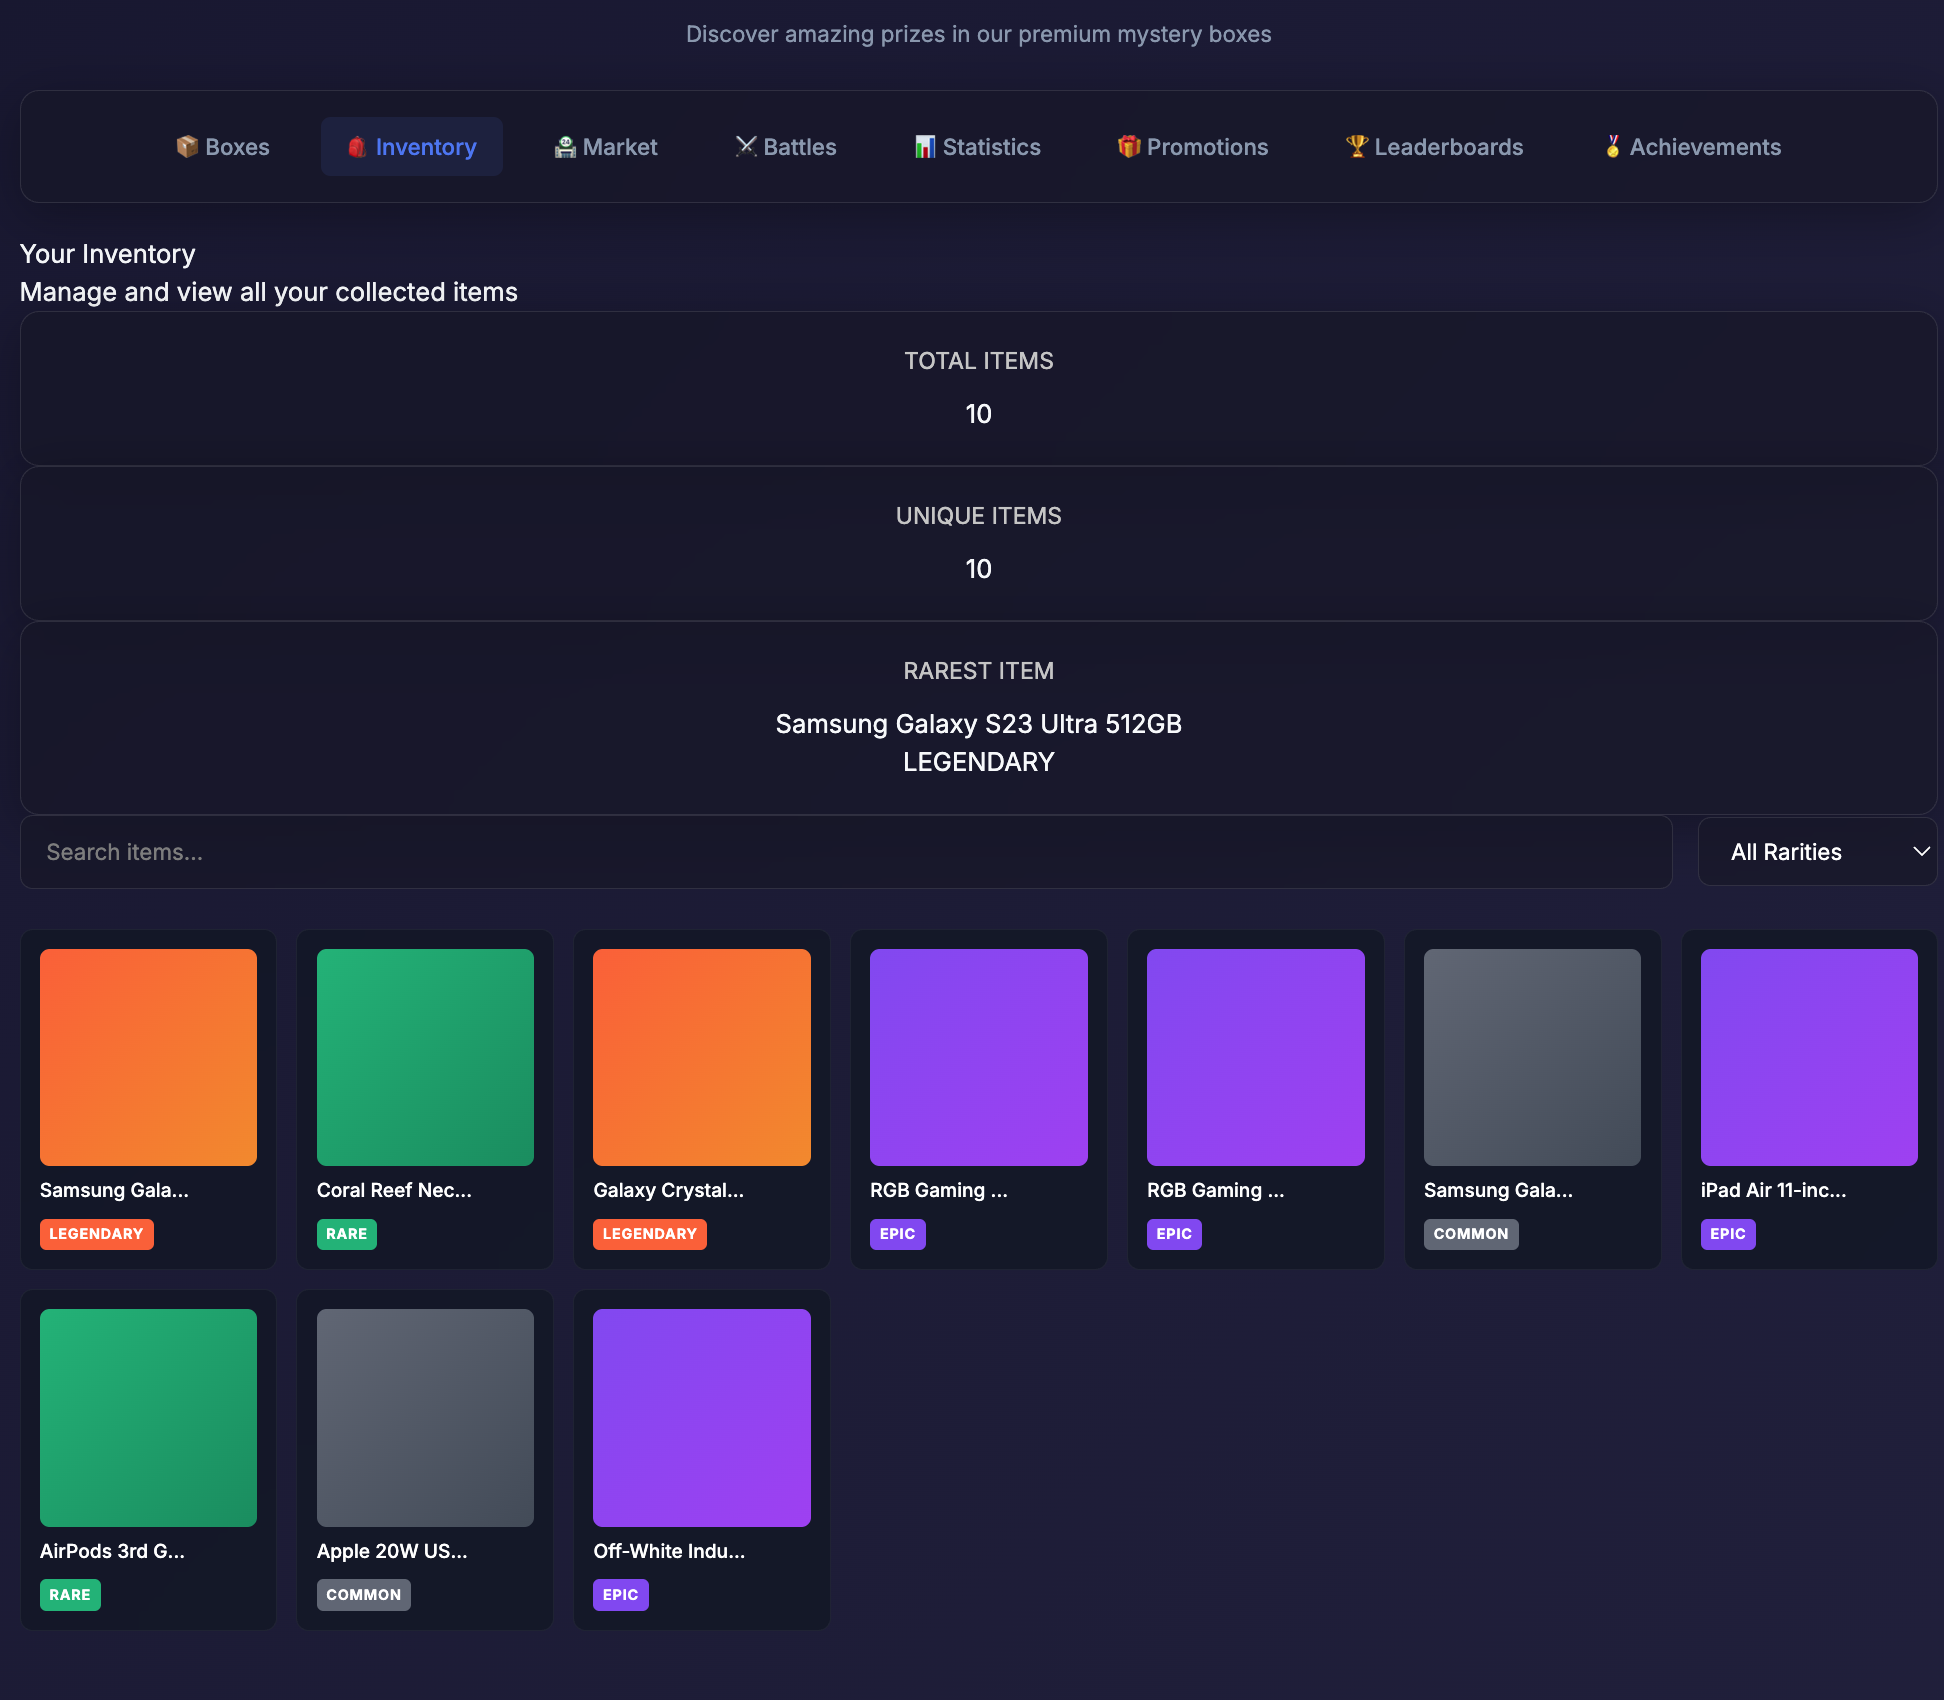 Discover amazing prizes in our premium mystery boxes
📦 Boxes 🎒 Inventory 🏪 Market ⚔️ Battles 📊 Statistics 🎁 Promotions 🏆 Leaderboards 🏅 Achievements
Your Inventory
Manage and view all your collected items
TOTAL ITEMS
10
UNIQUE ITEMS
10
RAREST ITEM
Samsung Galaxy S23 Ultra 512GB
LEGENDARY
Search items... All Rarities
Samsung Gala... Coral Reef Nec... Galaxy Crystal... RGB Gaming ... RGB Gaming ... Samsung Gala... iPad Air 11-inc...
LEGENDARY RARE LEGENDARY EPIC EPIC COMMON EPIC
AirPods 3rd G... Apple 20W US... Off-White Indu...
RARE COMMON EPIC